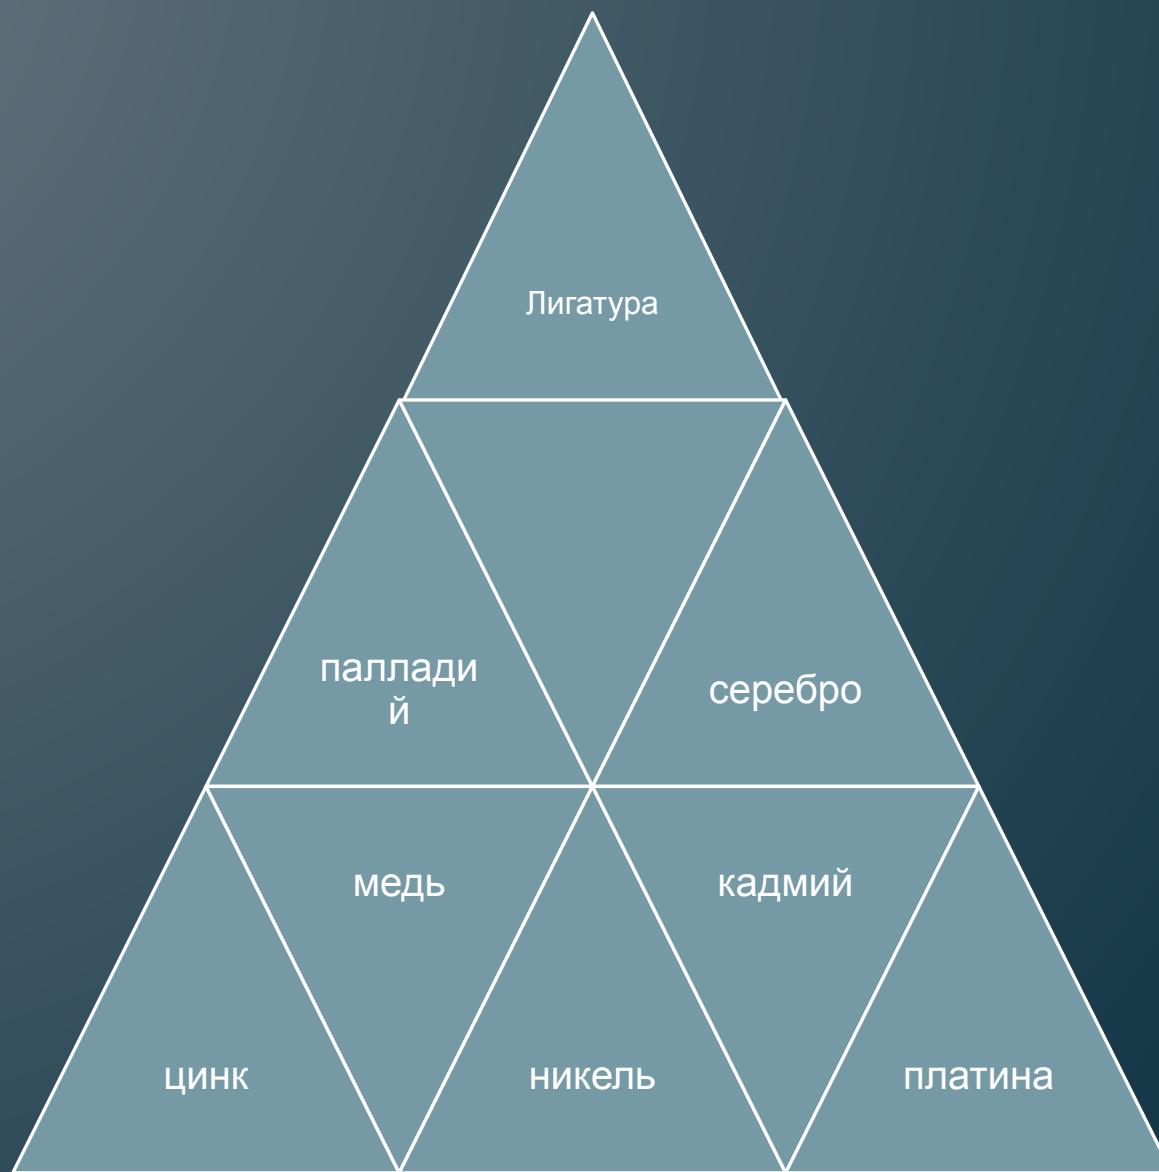 Лигатура
паллади
й
серебро
медь
кадмий
цинк
никель
платина